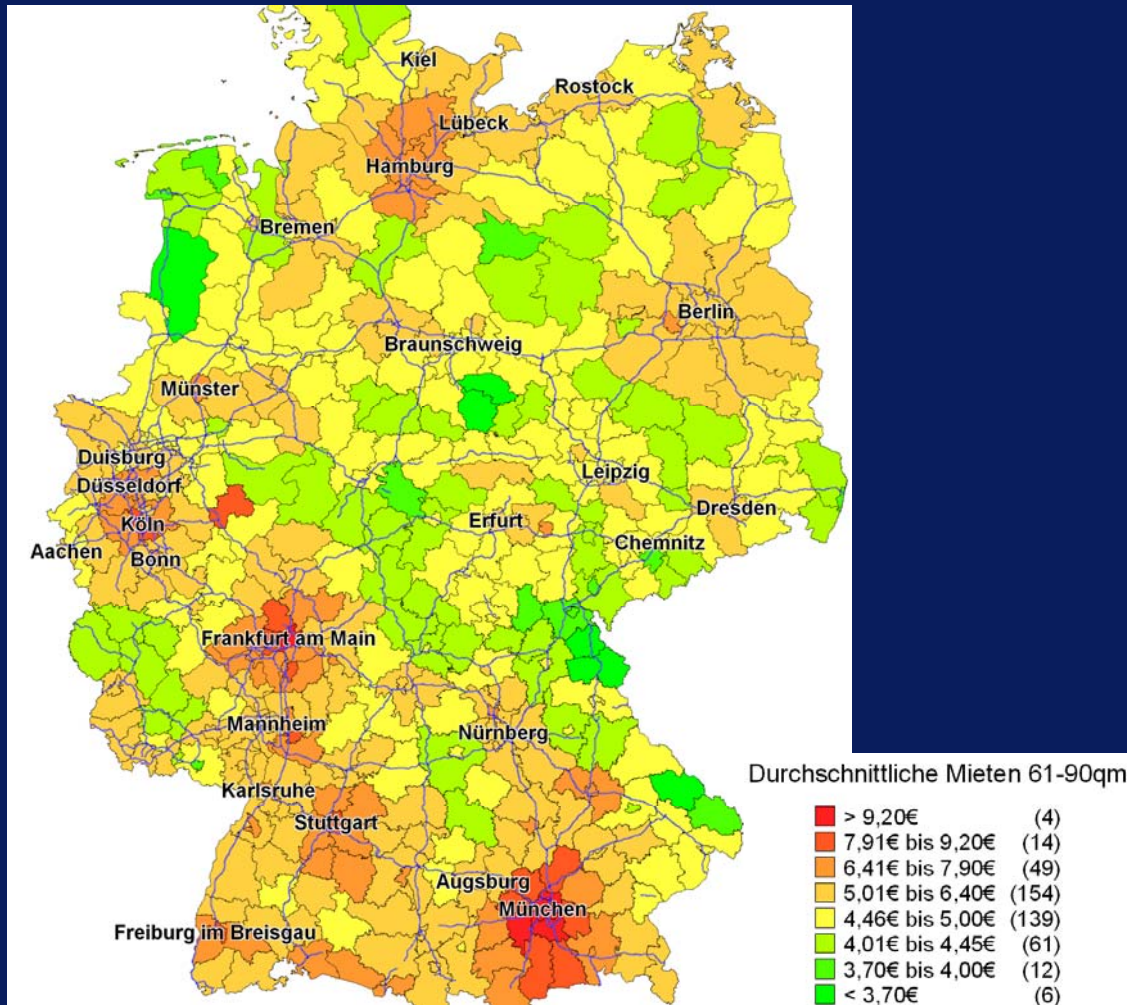 Kiel
Rostock
Lübeck
Hamburg
Bremen
Berlin
Braunschweig
Münster
Duisburg
Düsseldorf
Leipzig
Köln
Erfurt
Dresden
Aachen
Bonn
Chemnitz
Frankfurt am Main
Mannheim
Nürnberg
Karlsruhe
Stuttgart
Augsburg
München
Freiburg im Breisgau
Durchschnittliche Mieten 61-90qm
> 9,20€ (4)
7,91€ bis 9,20€ (14)
6,41€ bis 7,90€ (49)
5,01€ bis 6,40€ (154)
4,46€ bis 5,00€ (139)
4,01€ bis 4,45€ (61)
3,70€ bis 4,00€ (12)
< 3,70€ (6)